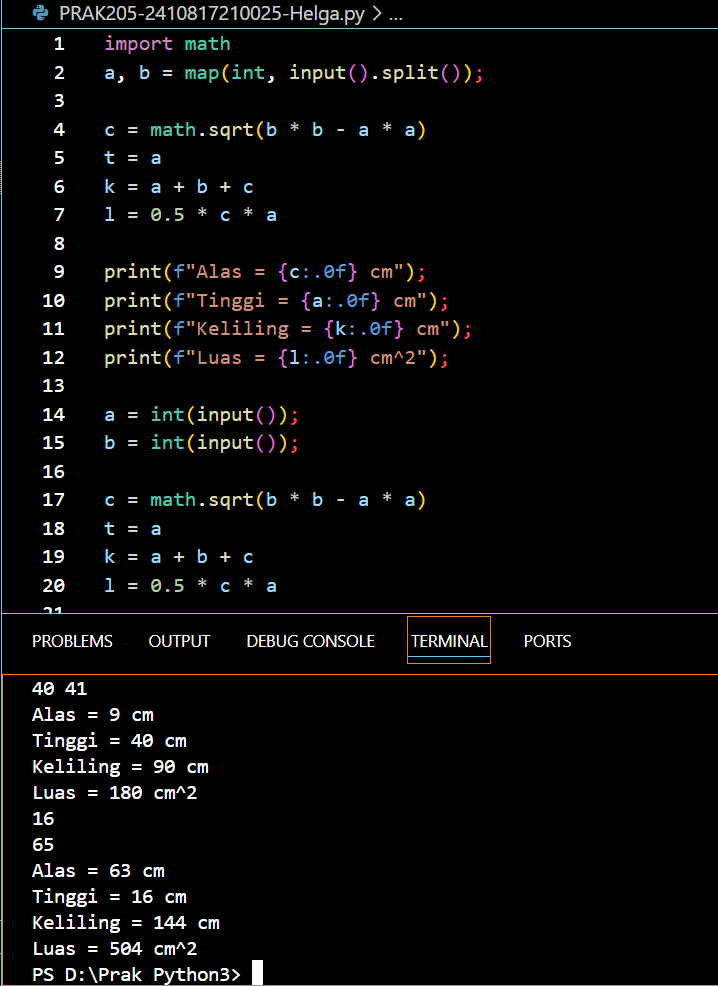 PRAK205-2410817210025-Helga.py > ...
1 import math
2 a, b = map(int, input().split());
3
4 c = math.sqrt(b * b - a * a)
5 t = a
6 k = a + b + c
7 l = 0.5 * c * a
8
9 print(f"Alas = {c:.0f} cm");
10 print(f"Tinggi = {a:.0f} cm");
11 print(f"Keliling = {k:.0f} cm");
12 print(f"Luas = {l:.0f} cm^2");
13
14 a = int(input());
15 b = int(input());
16
17 c = math.sqrt(b * b - a * a)
18 t = a
19 k = a + b + c
20 l = 0.5 * c * a
21
PROBLEMS OUTPUT DEBUG CONSOLE TERMINAL PORTS
40 41
Alas = 9 cm
Tinggi = 40 cm
Keliling = 90 cm
Luas = 180 cm^2
16
65
Alas = 63 cm
Tinggi = 16 cm
Keliling = 144 cm
Luas = 504 cm^2
PS D:\Prak Python3>